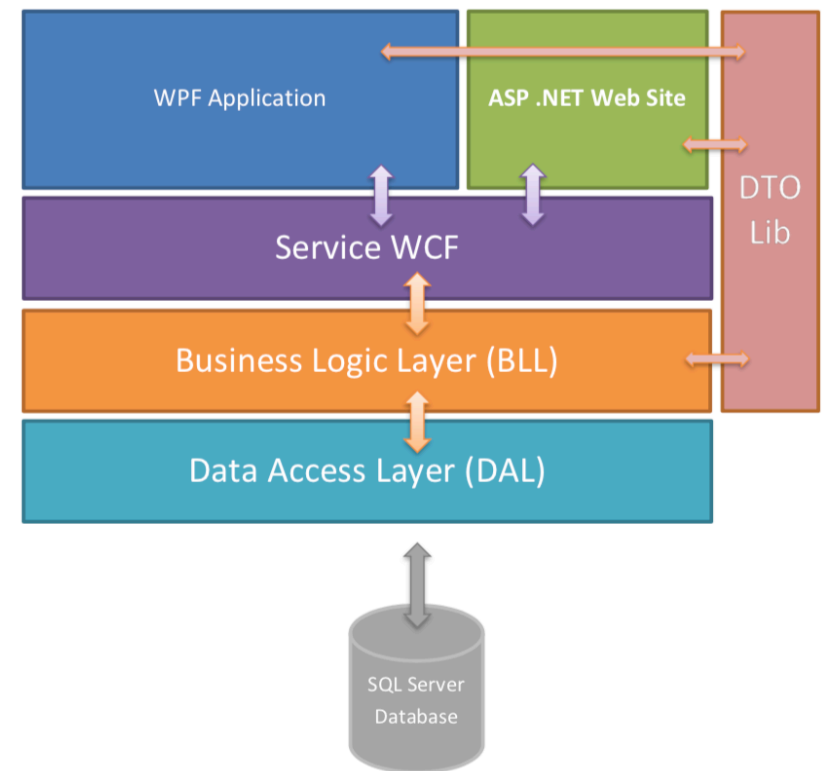 WPF Application
ASP .NET Web Site
DTO
Lib
Service WCF
Business Logic Layer (BLL)
Data Access Layer (DAL)
SQL Server
Database